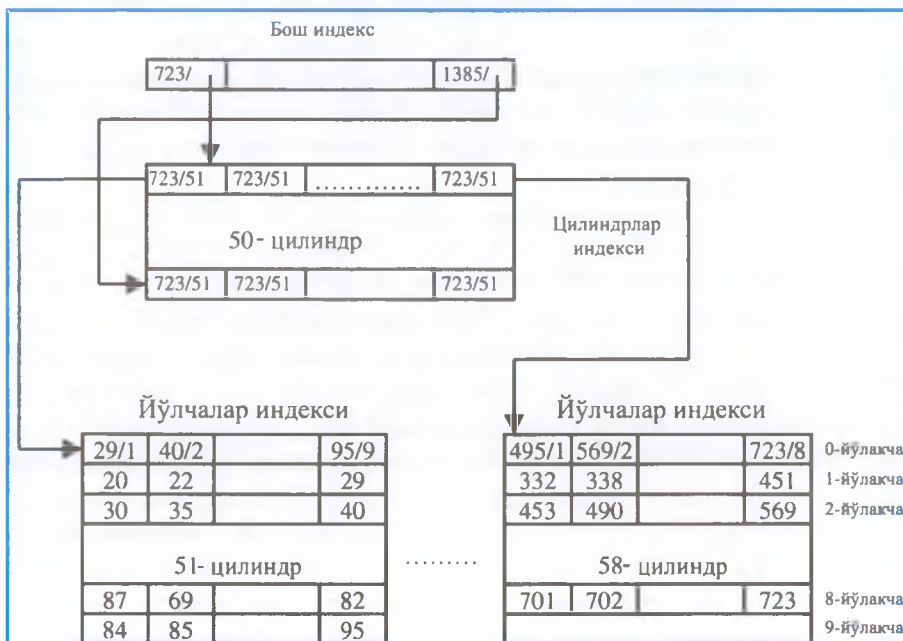 Бош индекс
723/ 1385/
723/51 723/51 ............. 723/51
50- цилиндр
Цилиндрлар
индекси
723/51 723/51 723/51
Йўлчалар индекси Йўлчалар индекси
29/1 40/2 95/9 495/1 569/2 723/8 0-йўлакча
20 22 29 332 338 451 1-йўлакча
30 35 40 453 490 569 2-йўлакча
51- цилиндр ........ 58- цилиндр
87 69 82 701 702 723 8-йўлакча
84 85 95 9-йўлакча